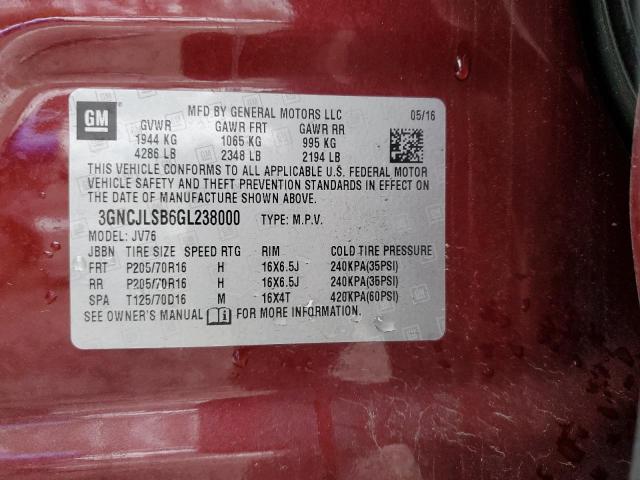 GM
MFD BY GENERAL MOTORS LLC 05/16
GVWR GAWR FRT GAWR RR
1944 KG 1065 KG 995 KG
4286 LB 2348 LB 2194 LB
THIS VEHICLE CONFORMS TO ALL APPLICABLE U.S. FEDERAL MOTOR
VEHICLE SAFETY AND THEFT PREVENTION STANDARDS IN EFFECT ON
THE DATE OF MANUFACTURE SHOWN ABOVE.
3GNCJLSB6GL238000 TYPE: M.P.V.
MODEL: JV76
JBBN TIRE SIZE SPEED RTG RIM COLD TIRE PRESSURE
FRT P205/70R16 H 16X6.5J 240KPA(35PSI)
RR P205/70R16 H 16X6.5J 240KPA(35PSI)
SPA T125/70D16 M 16X4T 420KPA(60PSI)
SEE OWNER'S MANUAL FOR MORE INFORMATION.